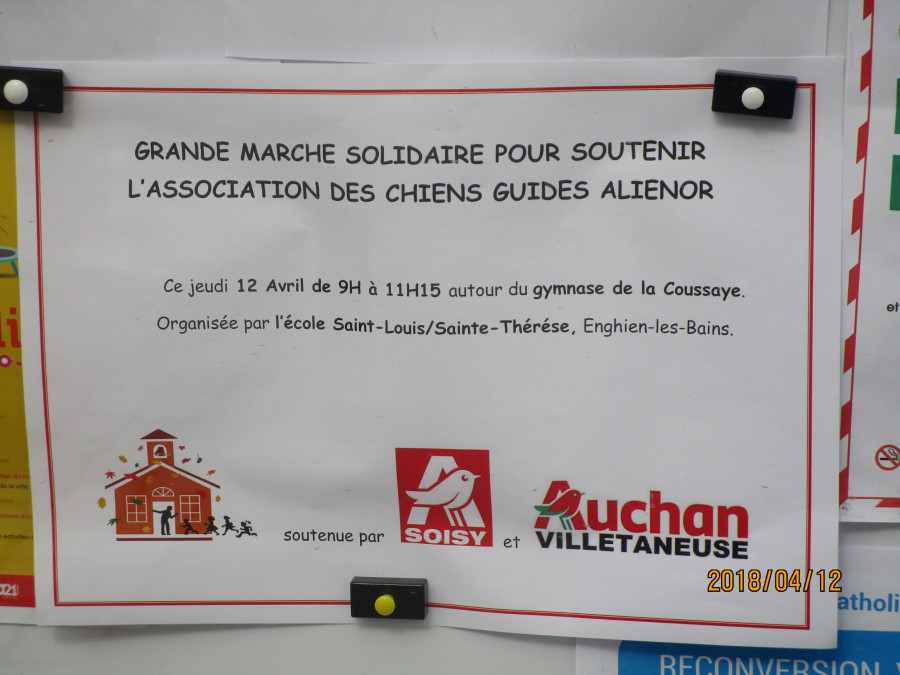 GRANDE MARCHE SOLIDAIRE POUR SOUTENIR
L'ASSOCIATION DES CHIENS GUIDES ALIENOR
Ce jeudi 12 Avril de 9H à 11H15 autour du gymnase de la Coussaye.
Organisée par l'école Saint-Louis/Sainte-Thérése, Enghien-les-Bains.
soutenue par
SOISY
et
Auchan
VILLETANEUSE
2018/04/12
et
atholi
RECONVERSION